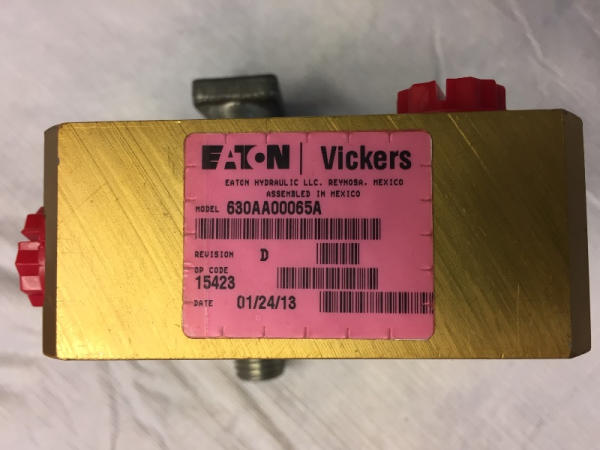 EATON | Vickers
EATON HYDRAULIC LLC. REYNOSA, MEXICO
ASSEMBLED IN MEXICO
MODEL 630AA00065A
REVISION D
OP CODE
15423
DATE 01/24/13